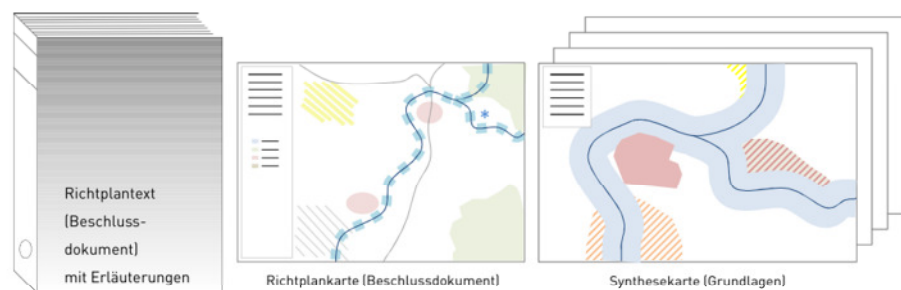 Richtplantext
(Beschluss-
dokument)
mit Erläuterungen
Richtplankarte (Beschlussdokument)
Synthesekarte (Grundlagen)